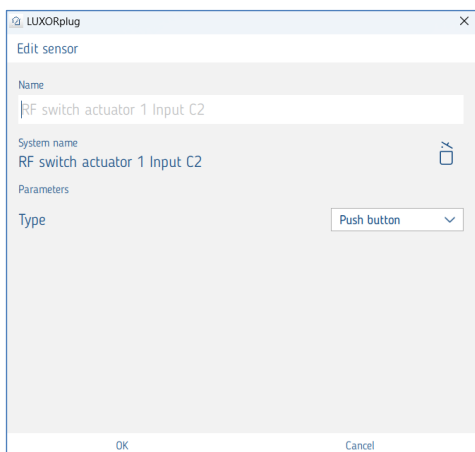 LUXORplug
Edit sensor
Name
RF switch actuator 1 Input C2
System name
RF switch actuator 1 Input C2
Parameters
Type
Push button
OK
Cancel